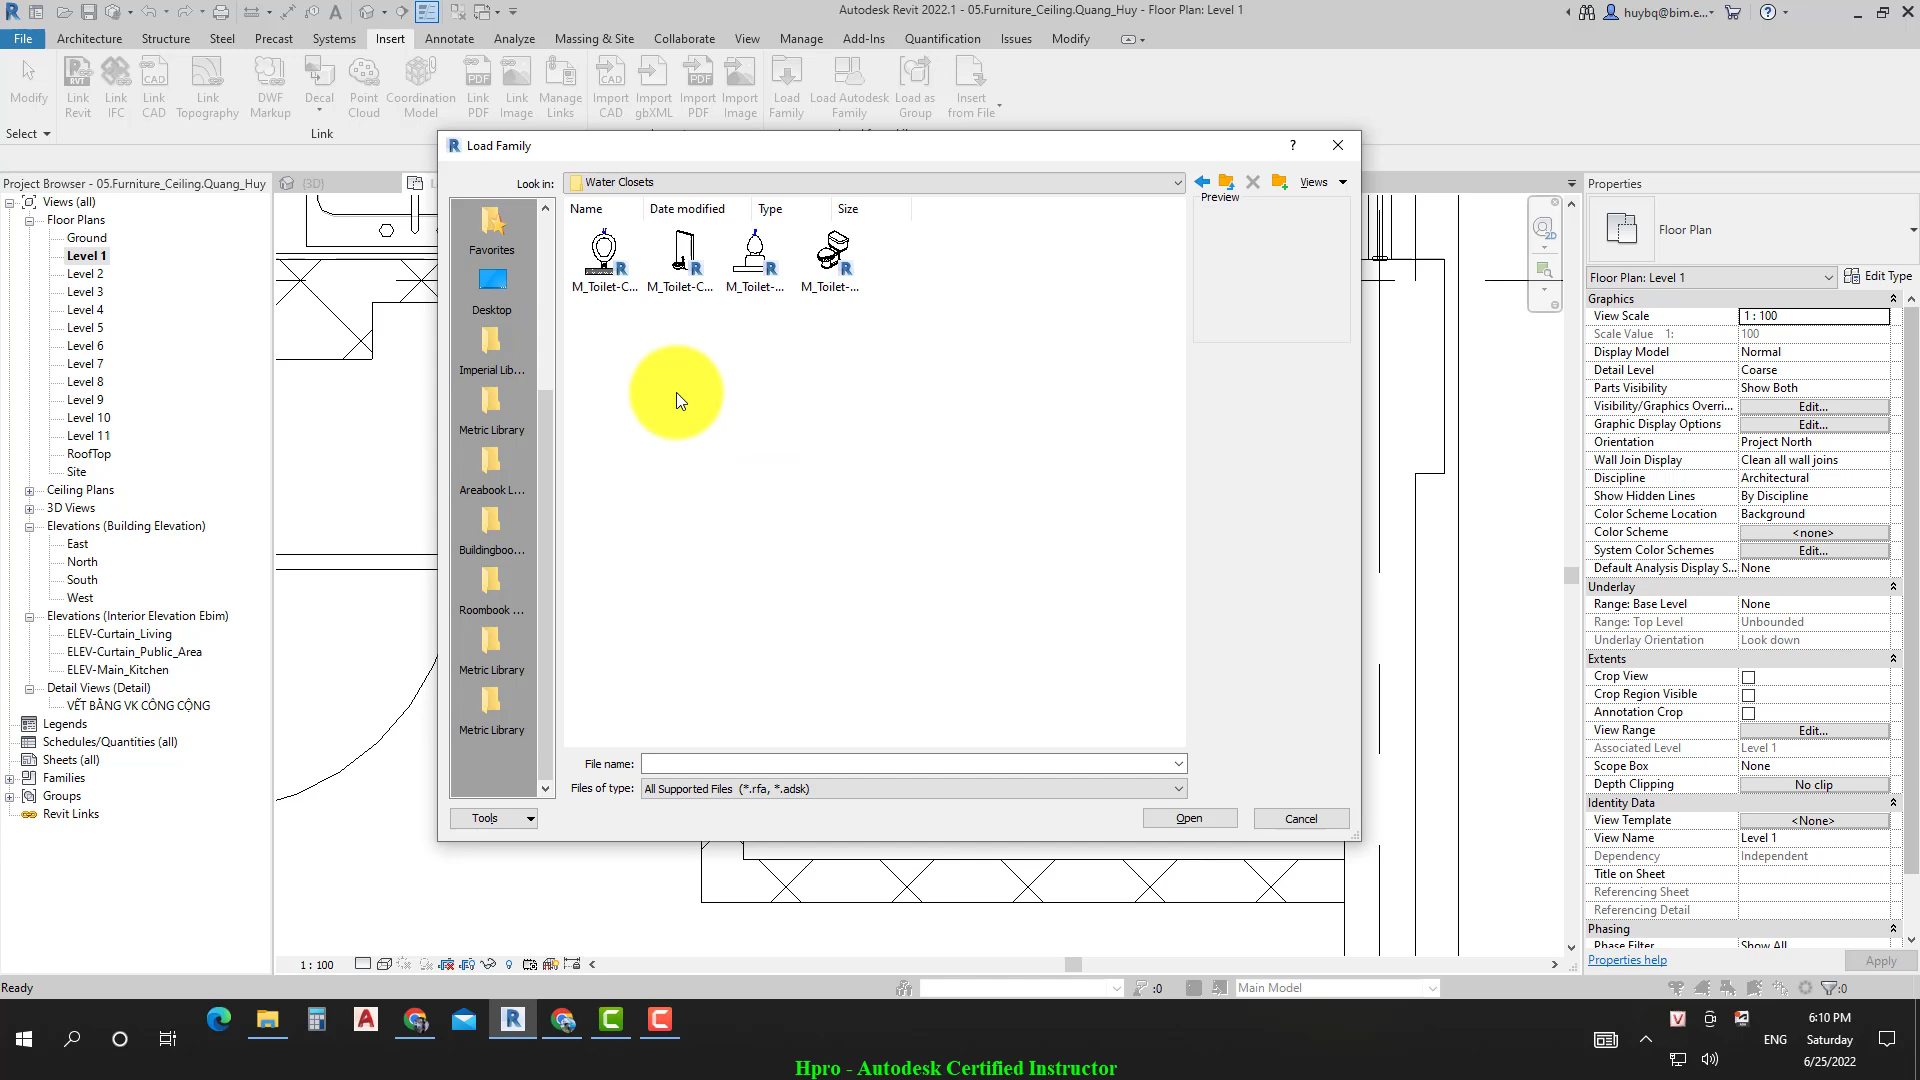 Autodesk Revit 2022.1 - 05.Furniture_Ceiling.Quang_Huy - Floor Plan: Level 1
huybq@bim.e...
File Architecture Structure Steel Precast Systems Insert Annotate Analyze Massing & Site Collaborate View Manage Add-Ins Quantification Issues Modify
Modify
Link Revit
Link IFC
Link CAD
Link Topography
DWF Markup
Decal
Point Cloud
Coordination Model
Link PDF
Link Image
Manage Links
Import CAD
Import gbXML
Import PDF
Import Image
Load Family
Load Autodesk Family
Load as Group
Insert from File
Select
Link
Load Family
Project Browser - 05.Furniture_Ceiling.Quang_Huy
{3D}
Views (all)
Floor Plans
Ground
Level 1
Level 2
Level 3
Level 4
Level 5
Level 6
Level 7
Level 8
Level 9
Level 10
Level 11
RoofTop
Site
Ceiling Plans
3D Views
Elevations (Building Elevation)
East
North
South
West
Elevations (Interior Elevation Ebim)
ELEV-Curtain_Living
ELEV-Curtain_Public_Area
ELEV-Main_Kitchen
Detail Views (Detail)
VẾT BẰNG VK CÔNG CỘNG
Legends
Schedules/Quantities (all)
Sheets (all)
Families
Groups
Revit Links
Look in: Water Closets
Views
Preview
Name Date modified Type Size
Favorites
Desktop
Imperial Lib...
Metric Library
Areabook L...
Buildingboo...
Roombook ...
Metric Library
Metric Library
M_Toilet-C... M_Toilet-C... M_Toilet-... M_Toilet-...
File name:
Files of type: All Supported Files (*.rfa, *.adsk)
Tools
Open
Cancel
Properties
Floor Plan
Floor Plan: Level 1
Edit Type
Graphics
View Scale 1 : 100
Scale Value 1: 100
Display Model Normal
Detail Level Coarse
Parts Visibility Show Both
Visibility/Graphics Overri... Edit...
Graphic Display Options Edit...
Orientation Project North
Wall Join Display Clean all wall joins
Discipline Architectural
Show Hidden Lines By Discipline
Color Scheme Location Background
Color Scheme <none>
System Color Schemes Edit...
Default Analysis Display S... None
Underlay
Range: Base Level None
Range: Top Level Unbounded
Underlay Orientation Look down
Extents
Crop View
Crop Region Visible
Annotation Crop
View Range Edit...
Associated Level Level 1
Scope Box None
Depth Clipping No clip
Identity Data
View Template <None>
View Name Level 1
Dependency Independent
Title on Sheet
Referencing Sheet
Referencing Detail
Phasing
Phase Filter Show All
Properties help
Apply
1 : 100
Ready
:0
Main Model
:0
ENG
6:10 PM
Saturday
6/25/2022
Hpro - Autodesk Certified Instructor